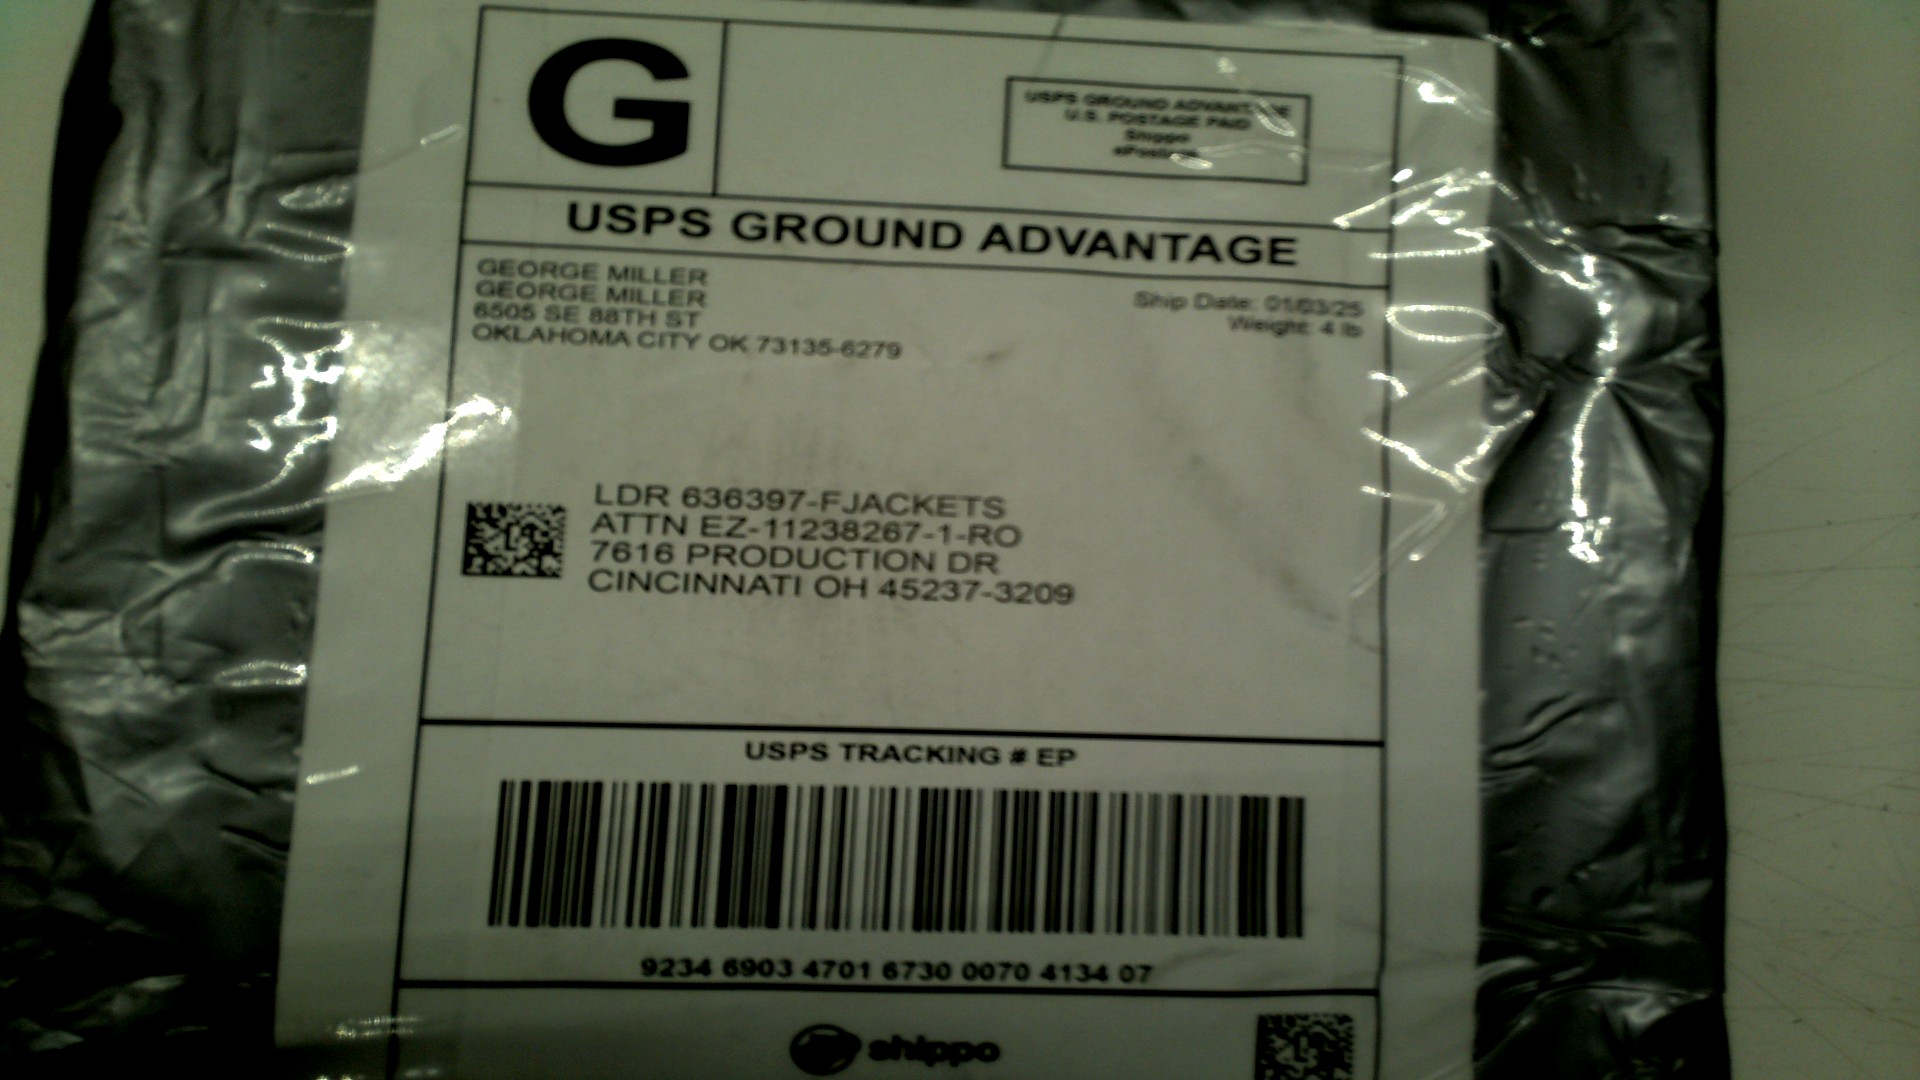 G
USPS GROUND ADVANTAGE
U.S. POSTAGE PAID
Shippo
ePostage
USPS GROUND ADVANTAGE
GEORGE MILLER
GEORGE MILLER
6505 SE 88TH ST
OKLAHOMA CITY OK 73135-6279
Ship Date: 01/03/25
Weight: 4 lb
LDR 636397-FJACKETS
ATTN EZ-11238267-1-RO
7616 PRODUCTION DR
CINCINNATI OH 45237-3209
USPS TRACKING # EP
9234 6903 4701 6730 0070 4134 07
shippo